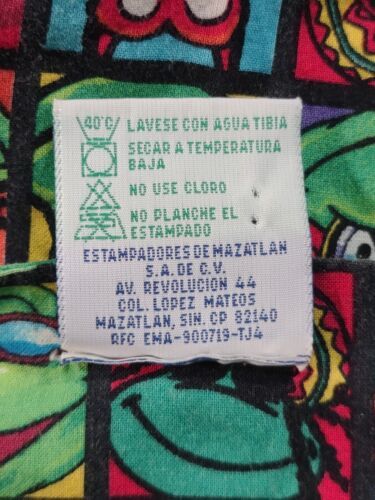 40°C LAVESE CON AGUA TIBIA
SECAR A TEMPERATURA
BAJA
NO USE CLORO
NO PLANCHE EL
ESTAMPADO
ESTAMPADORES DE MAZATLAN
S.A. DE C.V.
AV. REVOLUCION 44
COL. LOPEZ MATEOS
MAZATLAN, SIN. CP 82140
RFC EMA-900719-TJ4